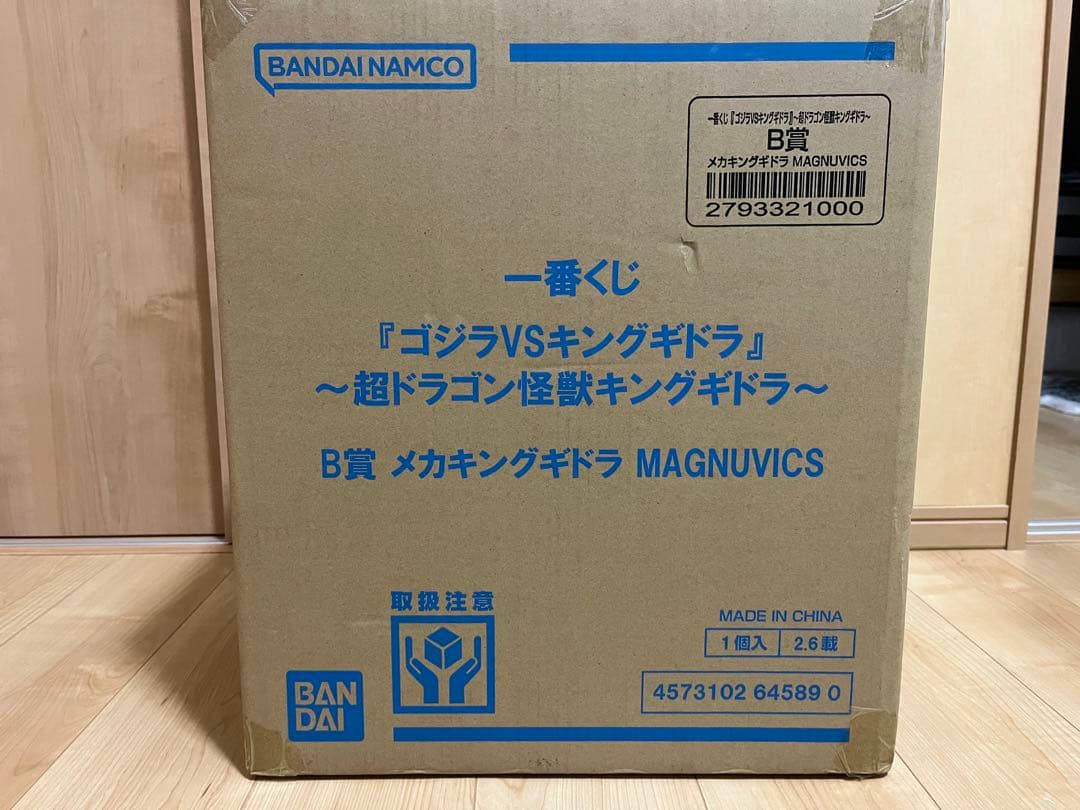 BANDAI NAMCO
一番くじ『ゴジラVSキングギドラ』~超ドラゴン怪獣キングギドラ~
B賞
メカキングギドラ MAGNUVICS
2793321000
一番くじ
『ゴジラVSキングギドラ』
～超ドラゴン怪獣キングギドラ～
B賞 メカキングギドラ MAGNUVICS
取扱注意
MADE IN CHINA
1個入 2.6載
4573102 64589 0
BAN
DAI